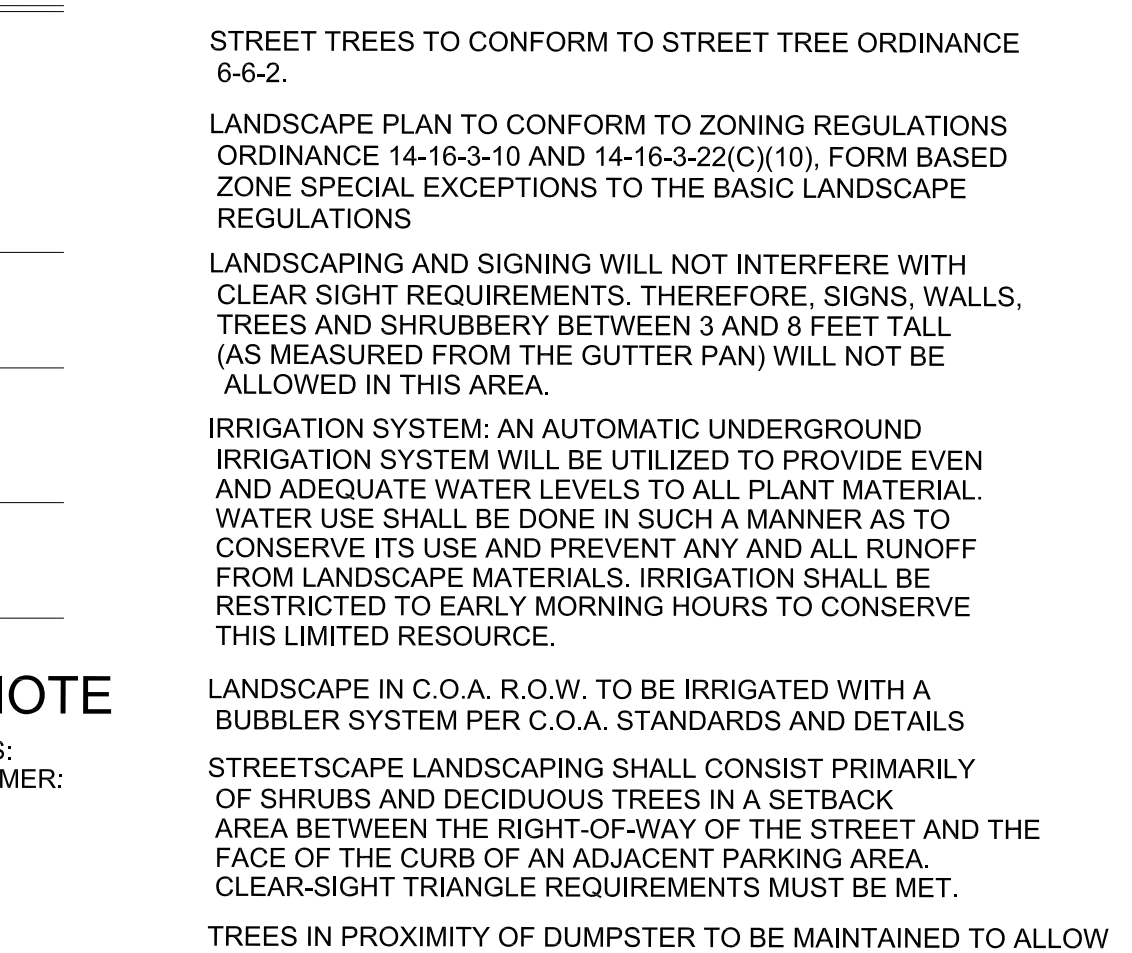 STREET TREES TO CONFORM TO STREET TREE ORDINANCE
6-6-2.
LANDSCAPE PLAN TO CONFORM TO ZONING REGULATIONS
ORDINANCE 14-16-3-10 AND 14-16-3-22(C)(10), FORM BASED
ZONE SPECIAL EXCEPTIONS TO THE BASIC LANDSCAPE
REGULATIONS
LANDSCAPING AND SIGNING WILL NOT INTERFERE WITH
CLEAR SIGHT REQUIREMENTS. THEREFORE, SIGNS, WALLS,
TREES AND SHRUBBERY BETWEEN 3 AND 8 FEET TALL
(AS MEASURED FROM THE GUTTER PAN) WILL NOT BE
ALLOWED IN THIS AREA.
IRRIGATION SYSTEM: AN AUTOMATIC UNDERGROUND
IRRIGATION SYSTEM WILL BE UTILIZED TO PROVIDE EVEN
AND ADEQUATE WATER LEVELS TO ALL PLANT MATERIAL.
WATER USE SHALL BE DONE IN SUCH A MANNER AS TO
CONSERVE ITS USE AND PREVENT ANY AND ALL RUNOFF
FROM LANDSCAPE MATERIALS. IRRIGATION SHALL BE
RESTRICTED TO EARLY MORNING HOURS TO CONSERVE
THIS LIMITED RESOURCE.
LANDSCAPE IN C.O.A. R.O.W. TO BE IRRIGATED WITH A
BUBBLER SYSTEM PER C.O.A. STANDARDS AND DETAILS
STREETSCAPE LANDSCAPING SHALL CONSIST PRIMARILY
OF SHRUBS AND DECIDUOUS TREES IN A SETBACK
AREA BETWEEN THE RIGHT-OF-WAY OF THE STREET AND THE
FACE OF THE CURB OF AN ADJACENT PARKING AREA.
CLEAR-SIGHT TRIANGLE REQUIREMENTS MUST BE MET.
TREES IN PROXIMITY OF DUMPSTER TO BE MAINTAINED TO ALLOW
OTE
S:
MER: